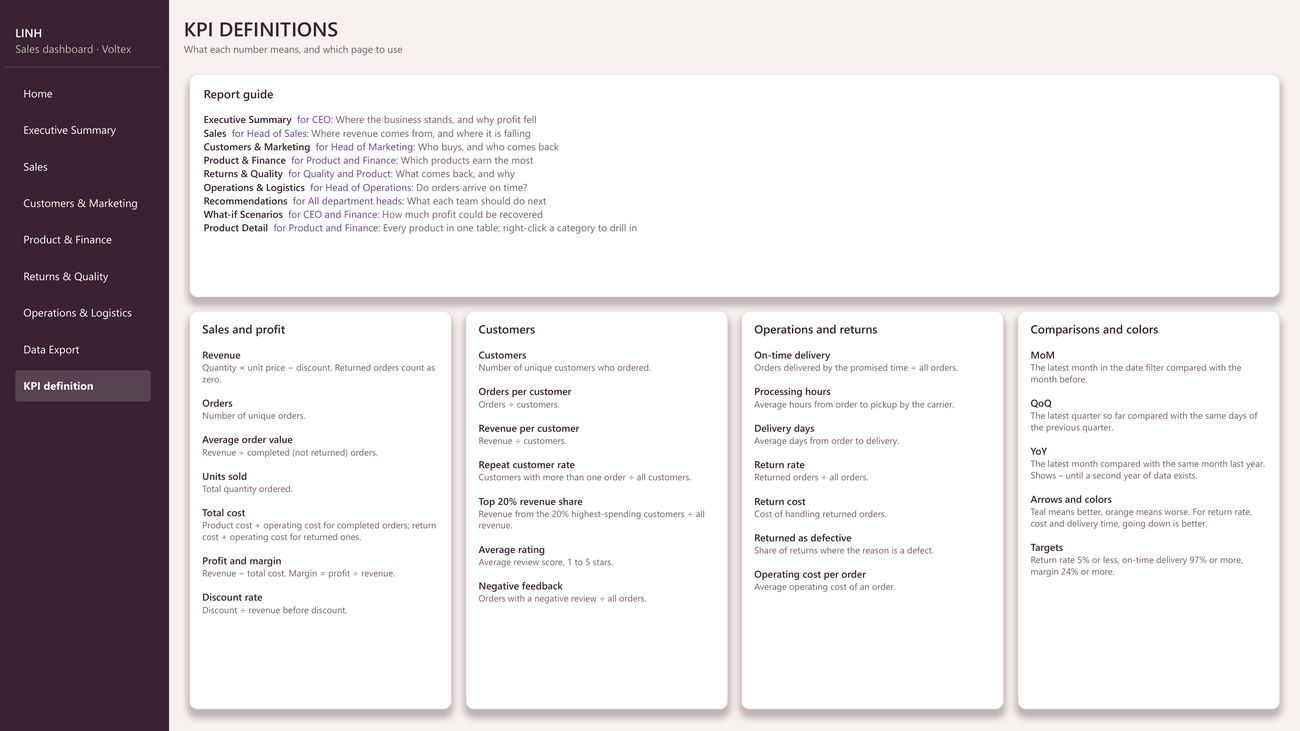 LINH
Sales dashboard · Voltex
Home
Executive Summary
Sales
Customers & Marketing
Product & Finance
Returns & Quality
Operations & Logistics
Data Export
KPI definition
KPI DEFINITIONS
What each number means, and which page to use
Report guide
Executive Summary for CEO: Where the business stands, and why profit fell
Sales for Head of Sales: Where revenue comes from, and where it is falling
Customers & Marketing for Head of Marketing: Who buys, and who comes back
Product & Finance for Product and Finance: Which products earn the most
Returns & Quality for Quality and Product: What comes back, and why
Operations & Logistics for Head of Operations: Do orders arrive on time?
Recommendations for All department heads: What each team should do next
What-if Scenarios for CEO and Finance: How much profit could be recovered
Product Detail for Product and Finance: Every product in one table; right-click a category to drill in
Sales and profit
Revenue
Quantity × unit price − discount. Returned orders count as
zero.
Orders
Number of unique orders.
Average order value
Revenue ÷ completed (not returned) orders.
Units sold
Total quantity ordered.
Total cost
Product cost + operating cost for completed orders; return
cost + operating cost for returned ones.
Profit and margin
Revenue − total cost. Margin = profit ÷ revenue.
Discount rate
Discount ÷ revenue before discount.
Customers
Customers
Number of unique customers who ordered.
Orders per customer
Orders ÷ customers.
Revenue per customer
Revenue ÷ customers.
Repeat customer rate
Customers with more than one order ÷ all customers.
Top 20% revenue share
Revenue from the 20% highest-spending customers ÷ all
revenue.
Average rating
Average review score, 1 to 5 stars.
Negative feedback
Orders with a negative review ÷ all orders.
Operations and returns
On-time delivery
Orders delivered by the promised time ÷ all orders.
Processing hours
Average hours from order to pickup by the carrier.
Delivery days
Average days from order to delivery.
Return rate
Returned orders ÷ all orders.
Return cost
Cost of handling returned orders.
Returned as defective
Share of returns where the reason is a defect.
Operating cost per order
Average operating cost of an order.
Comparisons and colors
MoM
The latest month in the date filter compared with the
month before.
QoQ
The latest quarter so far compared with the same days of
the previous quarter.
YoY
The latest month compared with the same month last year.
Shows – until a second year of data exists.
Arrows and colors
Teal means better, orange means worse. For return rate,
cost and delivery time, going down is better.
Targets
Return rate 5% or less, on-time delivery 97% or more,
margin 24% or more.